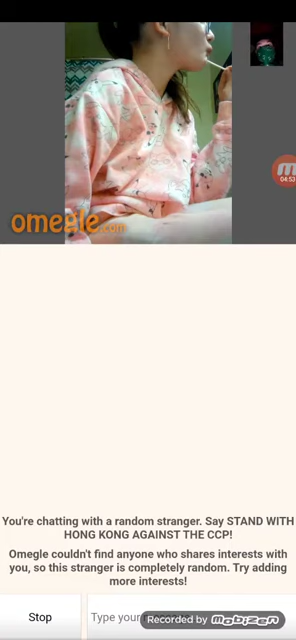 04:53
omegle.com
You're chatting with a random stranger. Say STAND WITH
HONG KONG AGAINST THE CCP!
Omegle couldn't find anyone who shares interests with
you, so this stranger is completely random. Try adding
more interests!
Stop
Type your
Recorded by mobizen